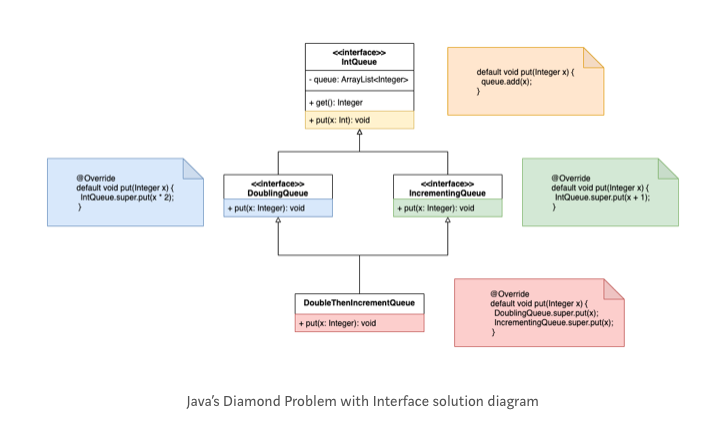 <<interface>>
IntQueue
- queue: ArrayList<Integer>
+ get(): Integer
+ put(x: Int): void
default void put(Integer x) {
queue.add(x);
}
@Override
default void put(Integer x) {
IntQueue.super.put(x * 2);
}
<<interface>>
DoublingQueue
+ put(x: Integer): void
<<interface>>
IncrementingQueue
+ put(x: Integer): void
@Override
default void put(Integer x) {
IntQueue.super.put(x + 1);
}
DoubleThenIncrementQueue
+ put(x: Integer): void
@Override
default void put(Integer x) {
DoublingQueue.super.put(x);
IncrementingQueue.super.put(x);
}
Java's Diamond Problem with Interface solution diagram